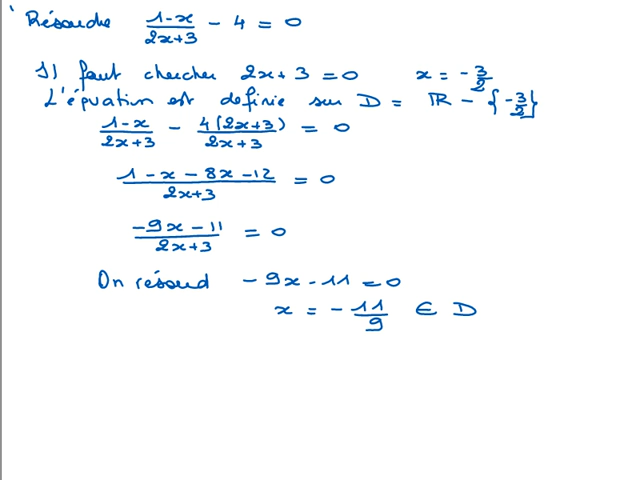 Résoudre (1-x)/(2x+3) - 4 = 0
Il faut chercher 2x+3 = 0 x = -3/2
L'équation est définie sur D = ℝ - {-3/2}
(1-x)/(2x+3) - 4(2x+3)/(2x+3) = 0
(1-x-8x-12)/(2x+3) = 0
(-9x-11)/(2x+3) = 0
On résoud -9x-11 = 0
x = -11/9 ∈ D